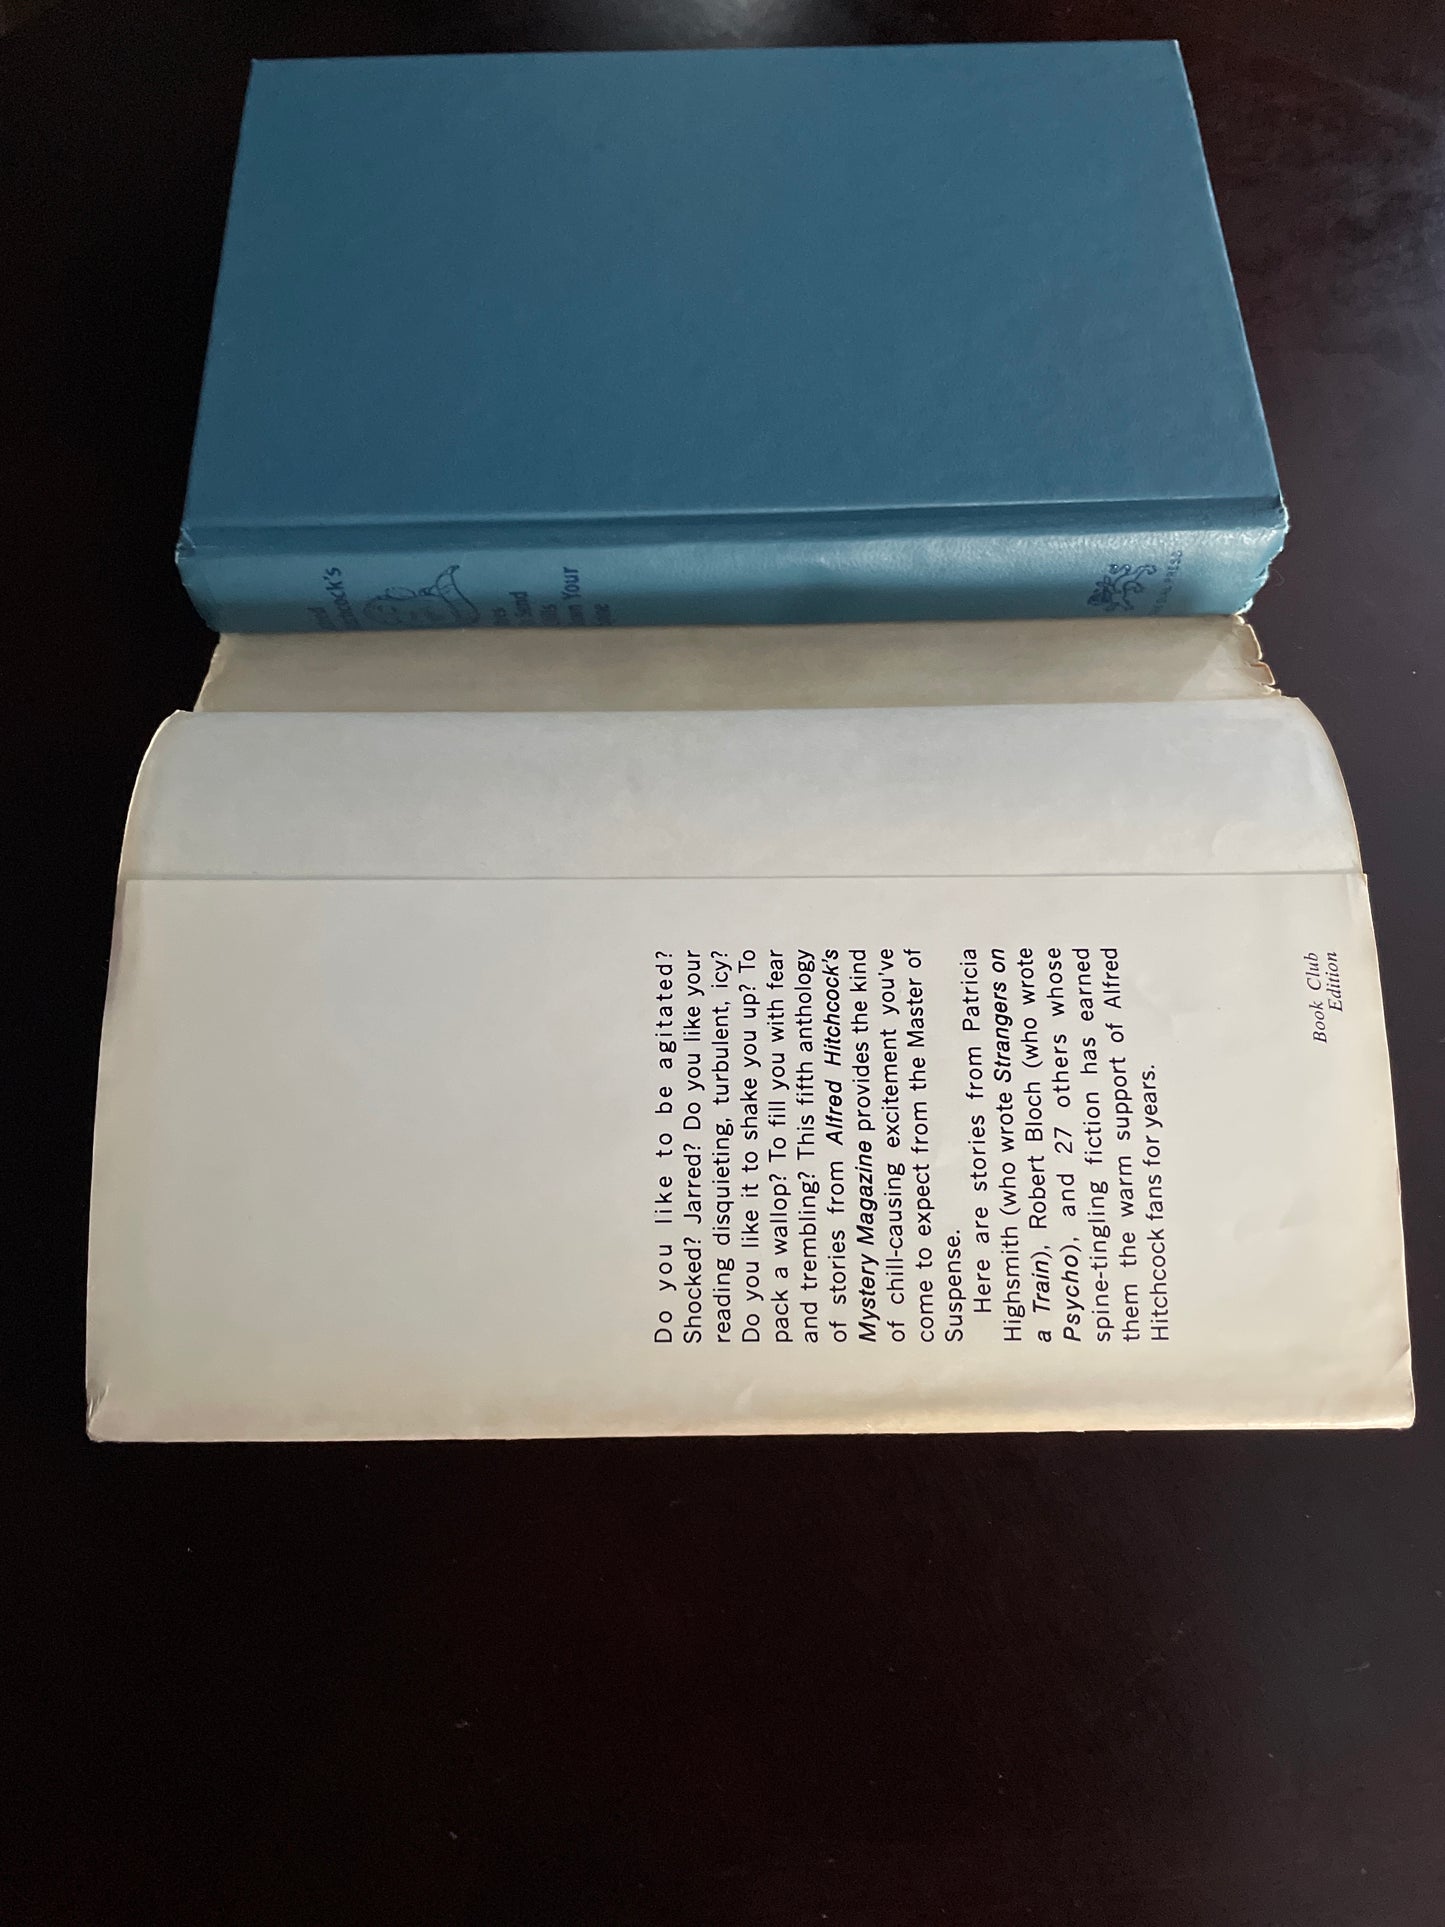 Your
Do you like to be agitated?
Shocked? Jarred? Do you like your
reading disquieting, turbulent, icy?
Do you like it to shake you up? To
pack a wallop? To fill you with fear
and trembling? This fifth anthology
of stories from Alfred Hitchcock's
Mystery Magazine provides the kind
of chill-causing excitement you've
come to expect from the Master of
Suspense.
Here are stories from Patricia
Highsmith (who wrote Strangers on
a Train), Robert Bloch (who wrote
Psycho), and 27 others whose
spine-tingling fiction has earned
them the warm support of Alfred
Hitchcock fans for years.
Book Club
Edition